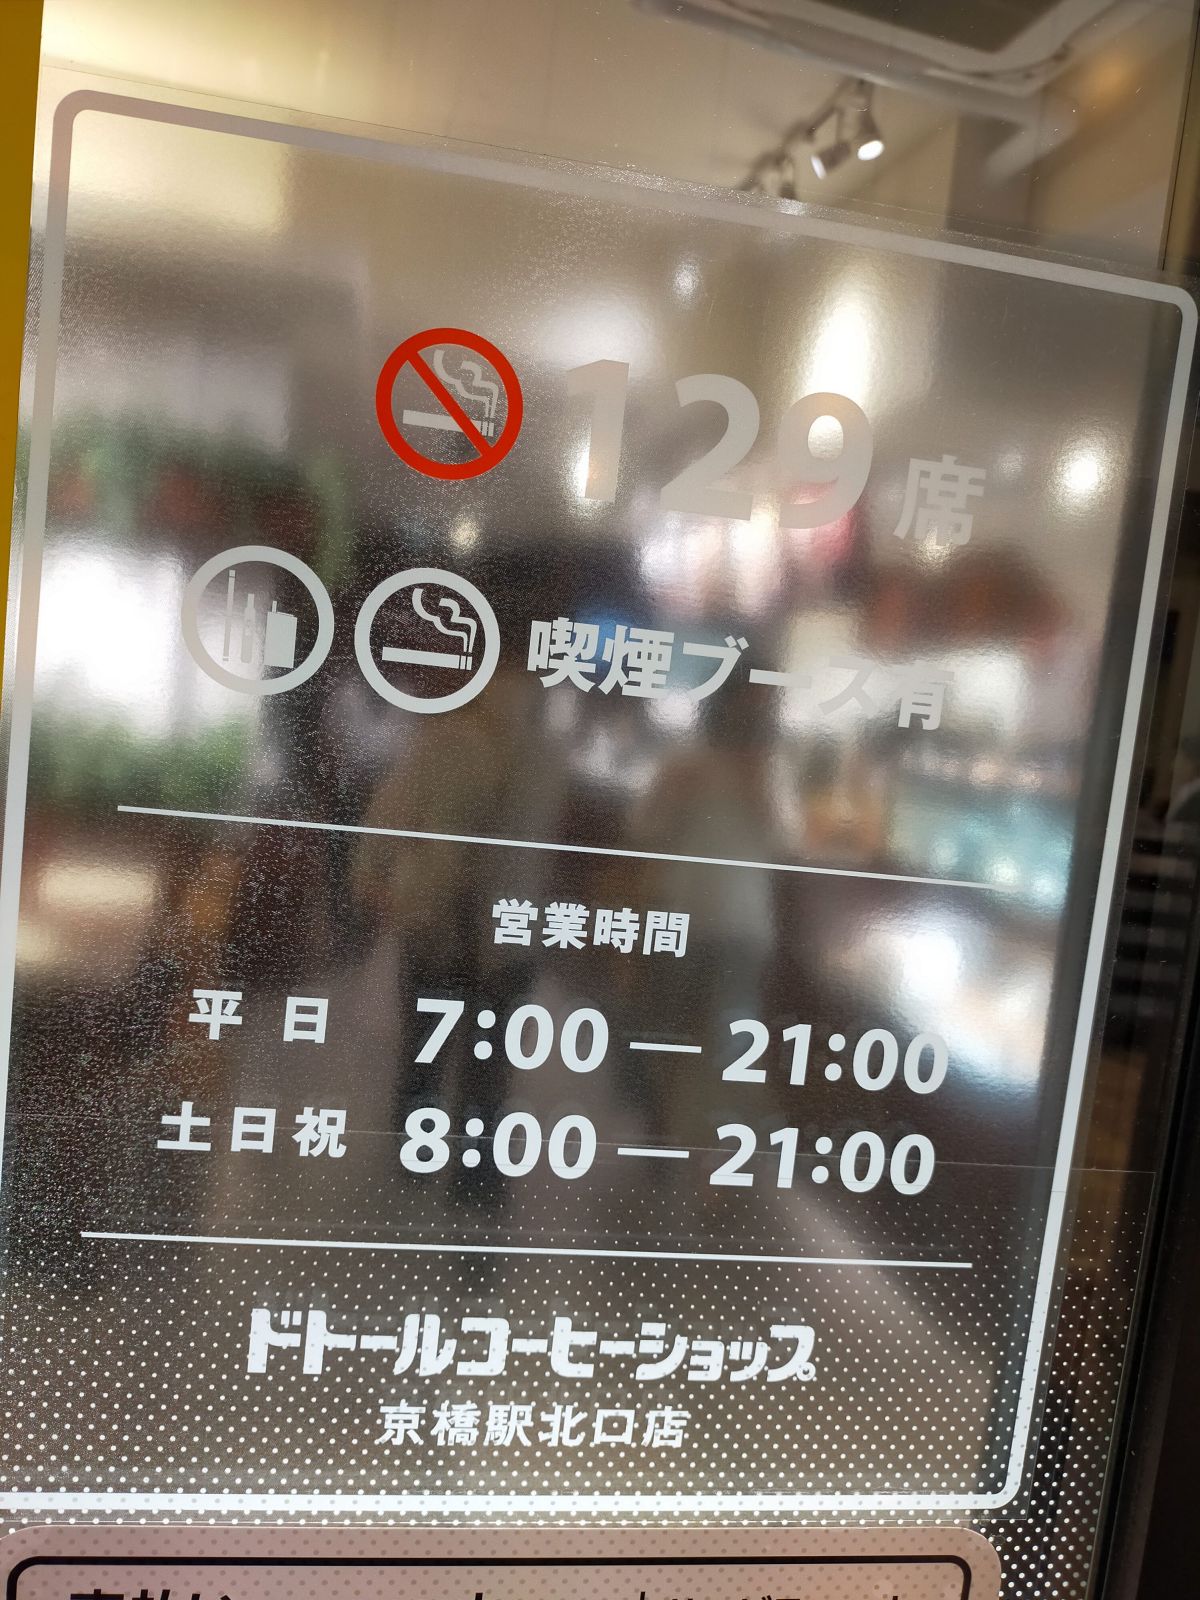 129席
喫煙ブース有
営業時間
平日 7:00—21:00
土日祝 8:00—21:00
ドトールコーヒーショップ
京橋駅北口店